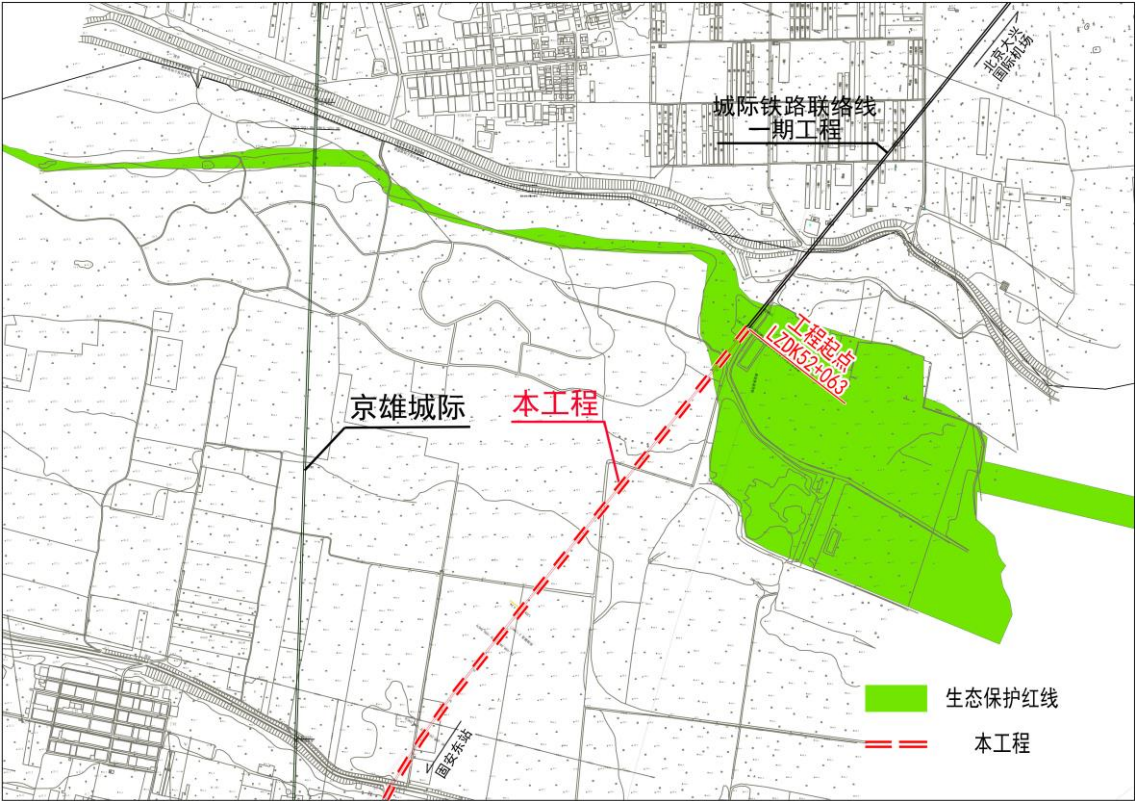 北京大兴
国际机场
城际铁路联络线
一期工程
工程起点
LZDK52+063
京雄城际
本工程
固安东站
生态保护红线
本工程